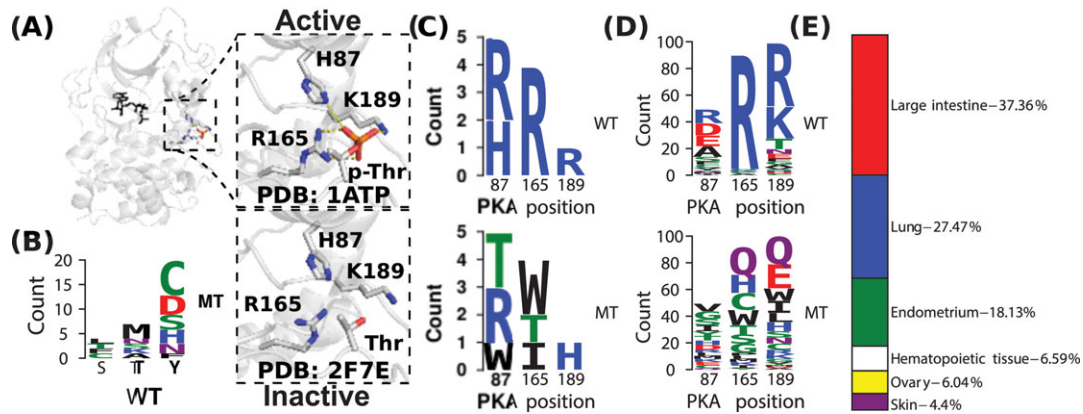 (A)
Active
H87
K189
R165
p-Thr
PDB: 1ATP
H87
K189
R165
Thr
PDB: 2F7E
Inactive
(B)
Count
20
15
10
5
0
C
D
S
H
N
M
MT
S
T
Y
WT
(C)
Count
5
4
3
2
1
0
R
H
R
R
87 165 189
PKA position
WT
Count
5
4
3
2
1
0
T
R
W
W
T
I
H
87 165 189
PKA position
MT
(D)
Count
100
80
60
40
20
0
R
D
E
A
R
R
K
T
N
E
87 165 189
PKA position
WT
Count
100
80
60
40
20
0
Q
H
C
W
Q
E
W
87 165 189
PKA position
MT
(E)
Large intestine–37.36%
Lung–27.47%
Endometrium–18.13%
Hematopoietic tissue–6.59%
Ovary–6.04%
Skin–4.4%